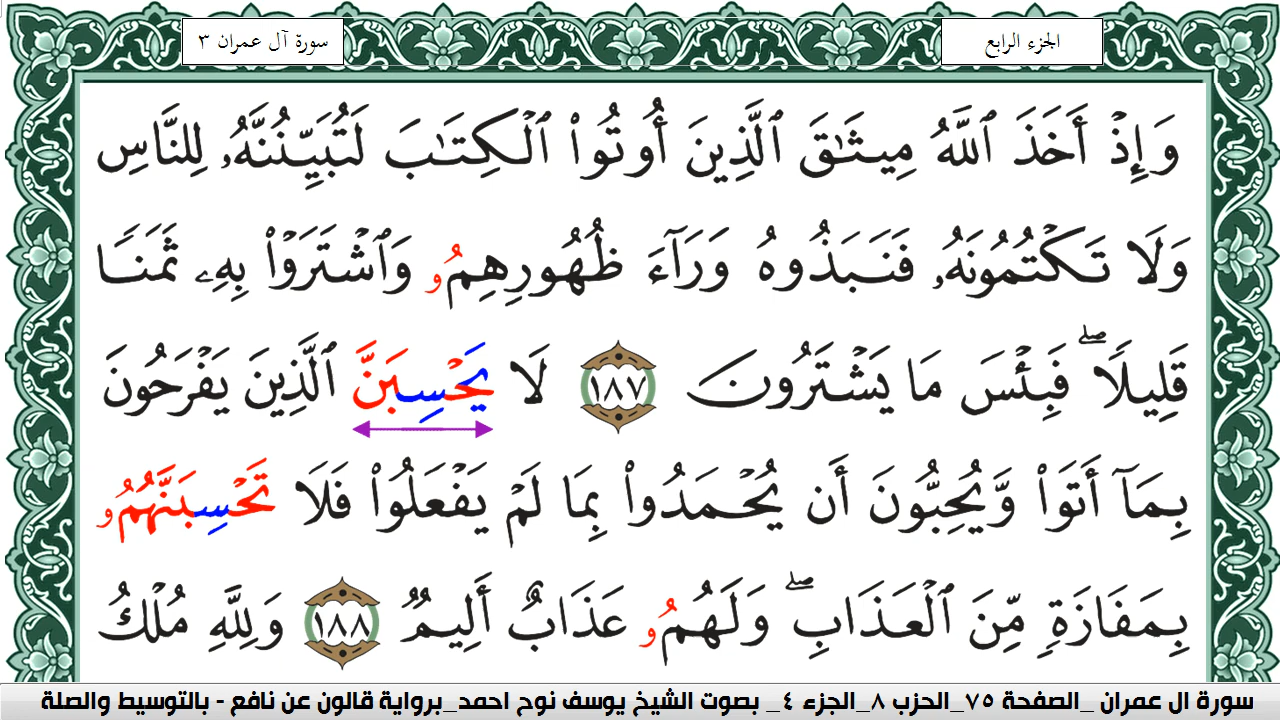 الجزء الرابع
سورة آل عمران ٣
وَإِذْ أَخَذَ ٱللَّهُ مِيثَـٰقَ ٱلَّذِينَ أُوتُوا۟ ٱلْكِتَـٰبَ لَتُبَيِّنُنَّهُۥ لِلنَّاسِ
وَلَا تَكْتُمُونَهُۥ فَنَبَذُوهُ وَرَآءَ ظُهُورِهِمُو وَٱشْتَرَوْا۟ بِهِۦ ثَمَنًا
قَلِيلًا ۖ فَبِئْسَ مَا يَشْتَرُونَ ١٨٧ لَا يَحْسِبَنَّ ٱلَّذِينَ يَفْرَحُونَ
بِمَآ أَتَوا۟ وَّيُحِبُّونَ أَن يُحْمَدُوا۟ بِمَا لَمْ يَفْعَلُوا۟ فَلَا تَحْسِبَنَّهُمُو
بِمَفَازَةٍ مِّنَ ٱلْعَذَابِ ۖ وَلَهُمُو عَذَابٌ أَلِيمٌ ١٨٨ وَلِلَّهِ مُلْكُ
سورة ال عمران _الصفحة ٧٥_الحزب ٨_الجزء ٤_ بصوت الشيخ يوسف نوح احمد_برواية قالون عن نافع - بالتوسيط والصلة